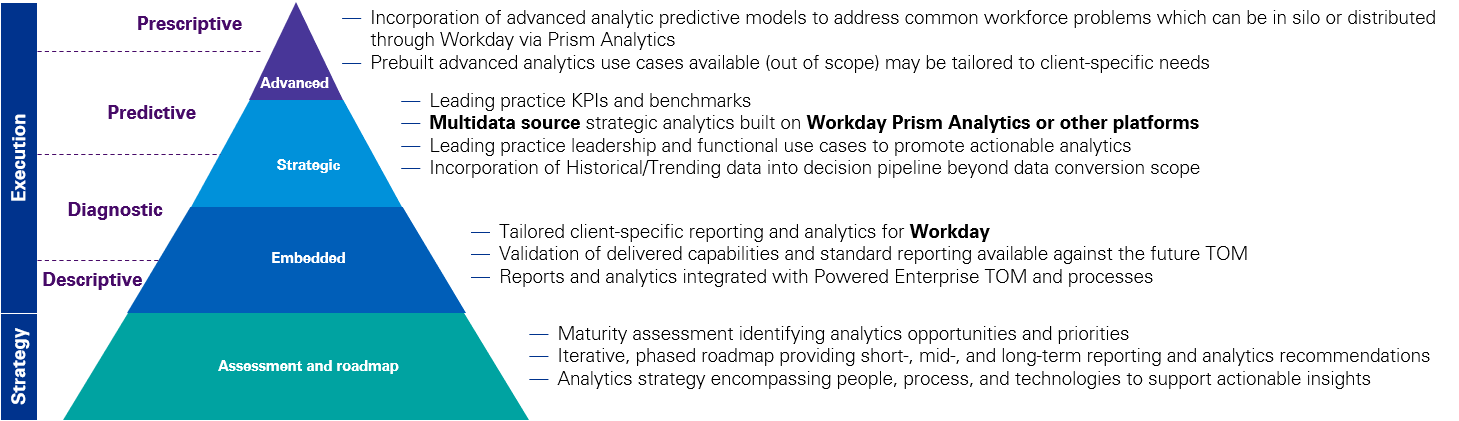 Execution
Strategy
Prescriptive
Predictive
Diagnostic
Descriptive
Advanced
— Incorporation of advanced analytic predictive models to address common workforce problems which can be in silo or distributed
through Workday via Prism Analytics
— Prebuilt advanced analytics use cases available (out of scope) may be tailored to client-specific needs
Strategic
— Leading practice KPIs and benchmarks
— Multidata source strategic analytics built on Workday Prism Analytics or other platforms
— Leading practice leadership and functional use cases to promote actionable analytics
— Incorporation of Historical/Trending data into decision pipeline beyond data conversion scope
Embedded
— Tailored client-specific reporting and analytics for Workday
— Validation of delivered capabilities and standard reporting available against the future TOM
— Reports and analytics integrated with Powered Enterprise TOM and processes
Assessment and roadmap
— Maturity assessment identifying analytics opportunities and priorities
— Iterative, phased roadmap providing short-, mid-, and long-term reporting and analytics recommendations
— Analytics strategy encompassing people, process, and technologies to support actionable insights